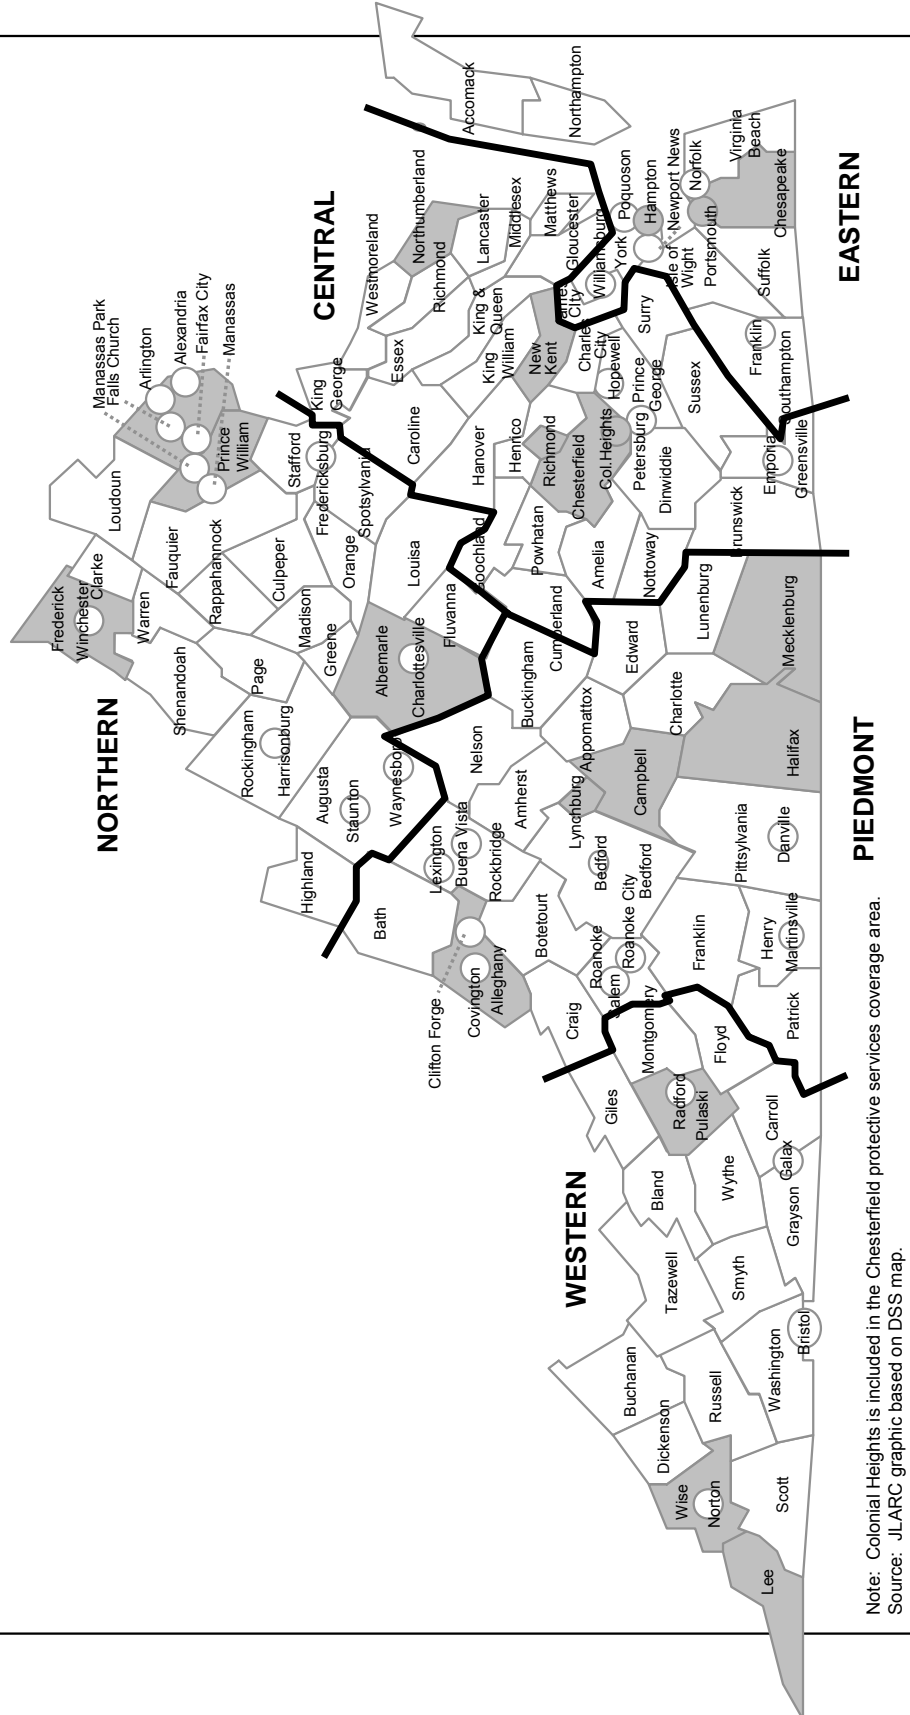 NORTHERN
CENTRAL
EASTERN
PIEDMONT
WESTERN
Manassas Park
Falls Church
Arlington
Alexandria
Fairfax City
Manassas
Prince
William
Loudoun
Fauquier
Rappahannock
Culpeper
Stafford
Fredericksburg
Spotsylvania
Orange
Madison
Greene
Louisa
Fluvanna
Albemarle
Charlottesville
Frederick
Winchester
Clarke
Warren
Shenandoah
Page
Rockingham
Harrisonburg
Augusta
Staunton
Waynesboro
Highland
King
George
Westmoreland
Northumberland
Richmond
Lancaster
Essex
Middlesex
Matthews
Gloucester
King &
Queen
King
William
Caroline
Hanover
Henrico
Richmond
New
Kent
Charles
City
James
City
Goochland
Powhatan
Chesterfield
Col.Heights
Hopewell
Prince
George
Petersburg
Dinwiddie
Amelia
Nottoway
Cumberland
Surry
Sussex
Brunswick
Emporia
Greensville
Accomack
Northampton
Williamsburg
York
Poquoson
Hampton
Newport News
Norfolk
Virginia
Beach
Chesapeake
Portsmouth
Isle of
Wight
Suffolk
Franklin
Southampton
Bath
Lexington
Buena Vista
Rockbridge
Clifton Forge
Covington
Alleghany
Botetourt
Craig
Roanoke
Salem
Roanoke City
Bedford
Bedford
Lynchburg
Amherst
Nelson
Buckingham
Appomattox
Campbell
Charlotte
Edward
Lunenburg
Mecklenburg
Halifax
Pittsylvania
Danville
Franklin
Henry
Martinsville
Patrick
Montgomery
Floyd
Giles
Radford
Pulaski
Carroll
Galax
Grayson
Wythe
Bland
Tazewell
Smyth
Washington
Bristol
Buchanan
Dickenson
Russell
Wise
Norton
Scott
Lee
Note: Colonial Heights is included in the Chesterfield protective services coverage area.
Source: JLARC graphic based on DSS map.